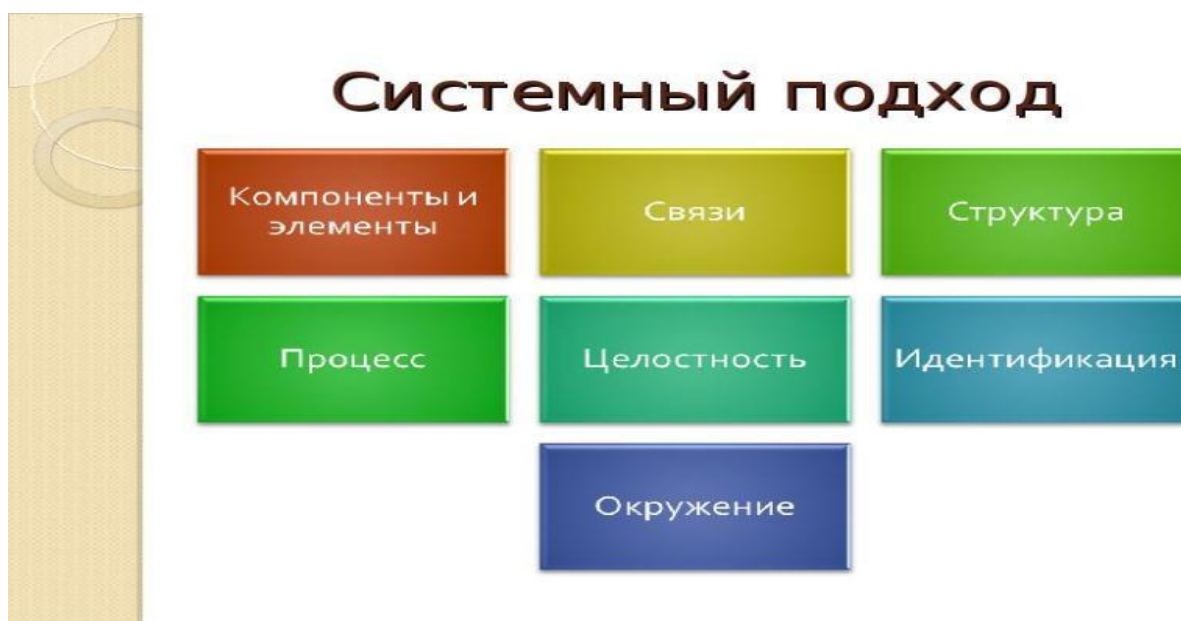 Системный подход
Компоненты и
элементы
Связи
Структура
Процесс
Целостность
Идентификация
Окружение